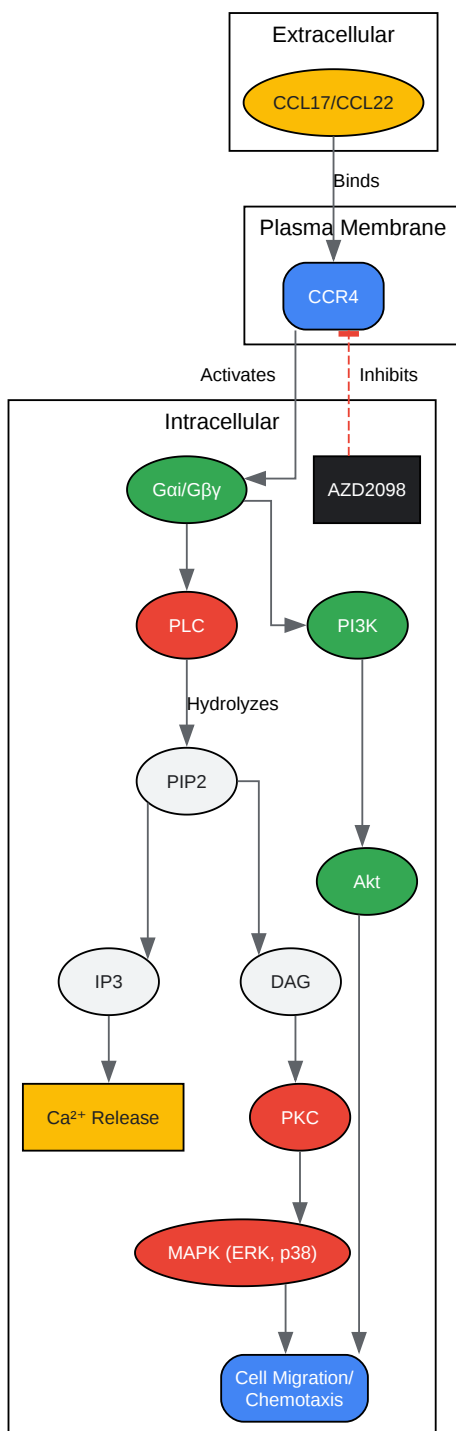 Extracellular
CCL17/CCL22
Binds
Plasma Membrane
CCR4
Activates
Inhibits
Intracellular
Gαi/Gβγ
AZD2098
PLC
PI3K
Hydrolyzes
PIP2
Akt
IP3
DAG
Ca²⁺ Release
PKC
MAPK (ERK, p38)
Cell Migration/
Chemotaxis